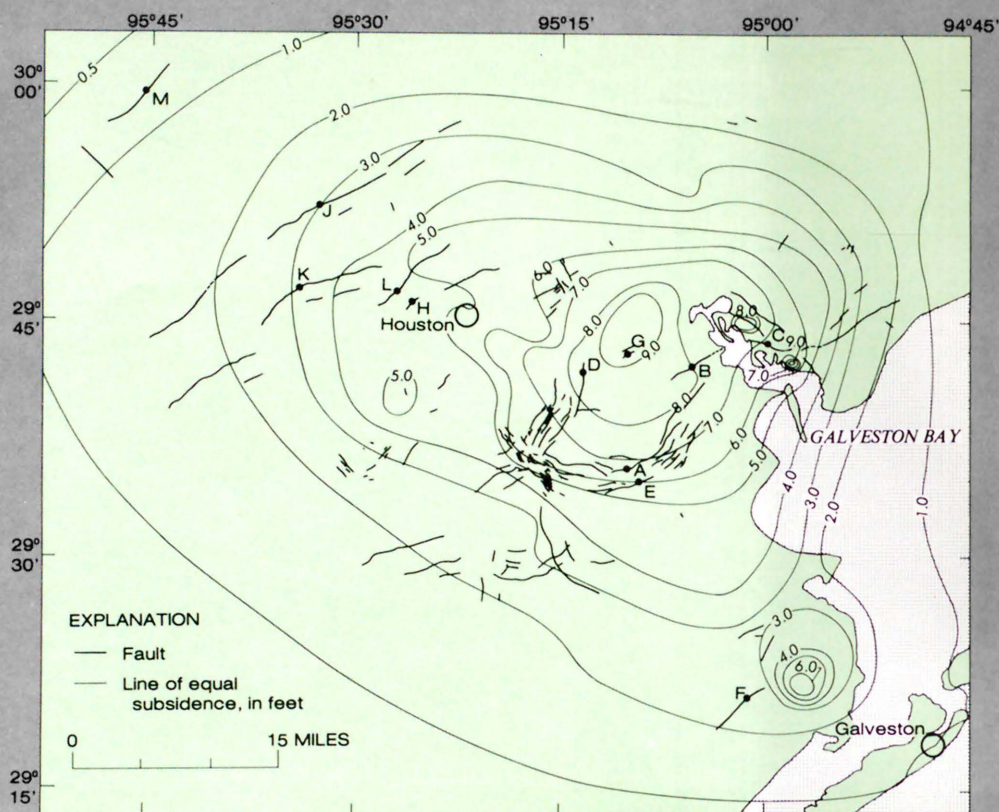 95°45' 95°30' 95°15' 95°00' 94°45'
30°
00'
29°
45'
29°
30'
29°
15'
0.5
1.0
M
2.0
3.0
J
4.0
5.0
K
L
H
Houston
6.0
7.0
8.0
G
9.0
D
B
8.0
C
9.0
7.0
5.0
8.0
7.0
6.0
5.0
4.0
3.0
2.0
1.0
GALVESTON BAY
A
E
3.0
4.0
6.0
F
Galveston
EXPLANATION
Fault
Line of equal
subsidence, in feet
0 15 MILES